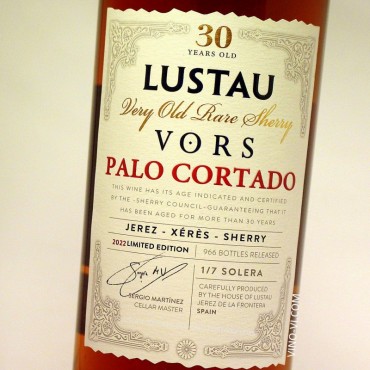 30
YEARS OLD
LUSTAU
Very Old Rare Sherry
VORS
PALO CORTADO
THIS WINE HAS ITS AGE INDICATED AND CERTIFIED
BY THE -SHERRY COUNCIL-GUARANTEEING THAT IT
HAS BEEN AGED FOR MORE THAN 30 YEARS
JEREZ - XÉRÈS - SHERRY
2022 LIMITED EDITION
966 BOTTLES RELEASED
1/7 SOLERA
SERGIO MARTÍNEZ
CELLAR MASTER
CAREFULLY PRODUCED
BY THE HOUSE OF LUSTAU
JEREZ DE LA FRONTERA
SPAIN
VINO-VI.COM